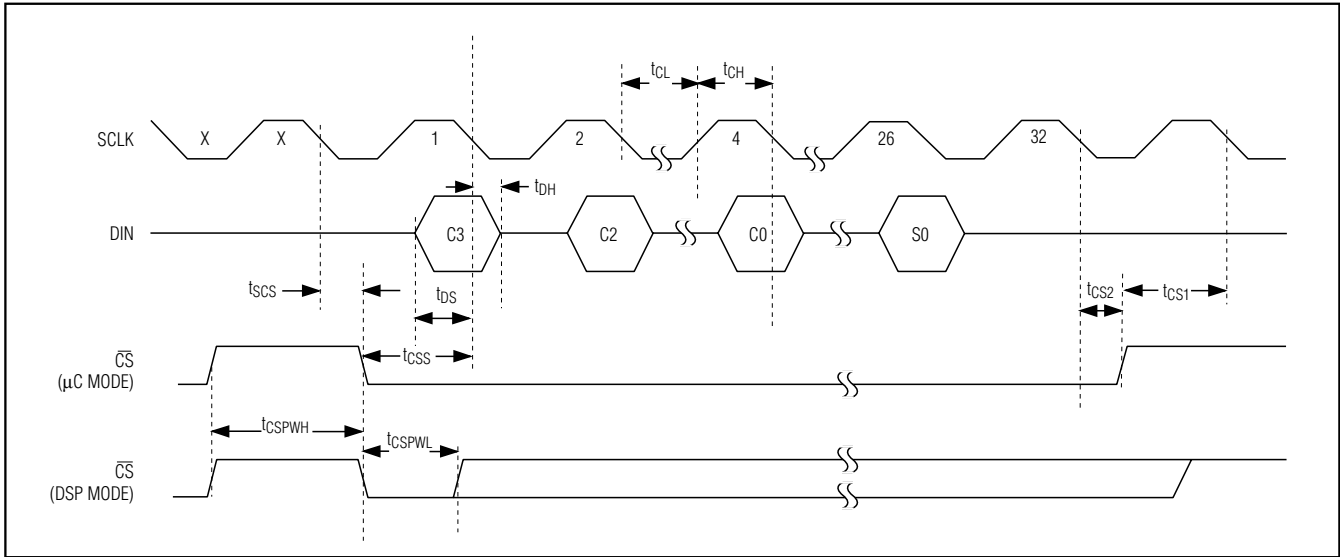 tCL tCH
SCLK X X 1 2 4 26 32
tDH
DIN C3 C2 C0 S0
tSCS tDS tCS2 tCS1
tCSS
CS
(µC MODE)
tCSPWH tCSPWL
CS
(DSP MODE)